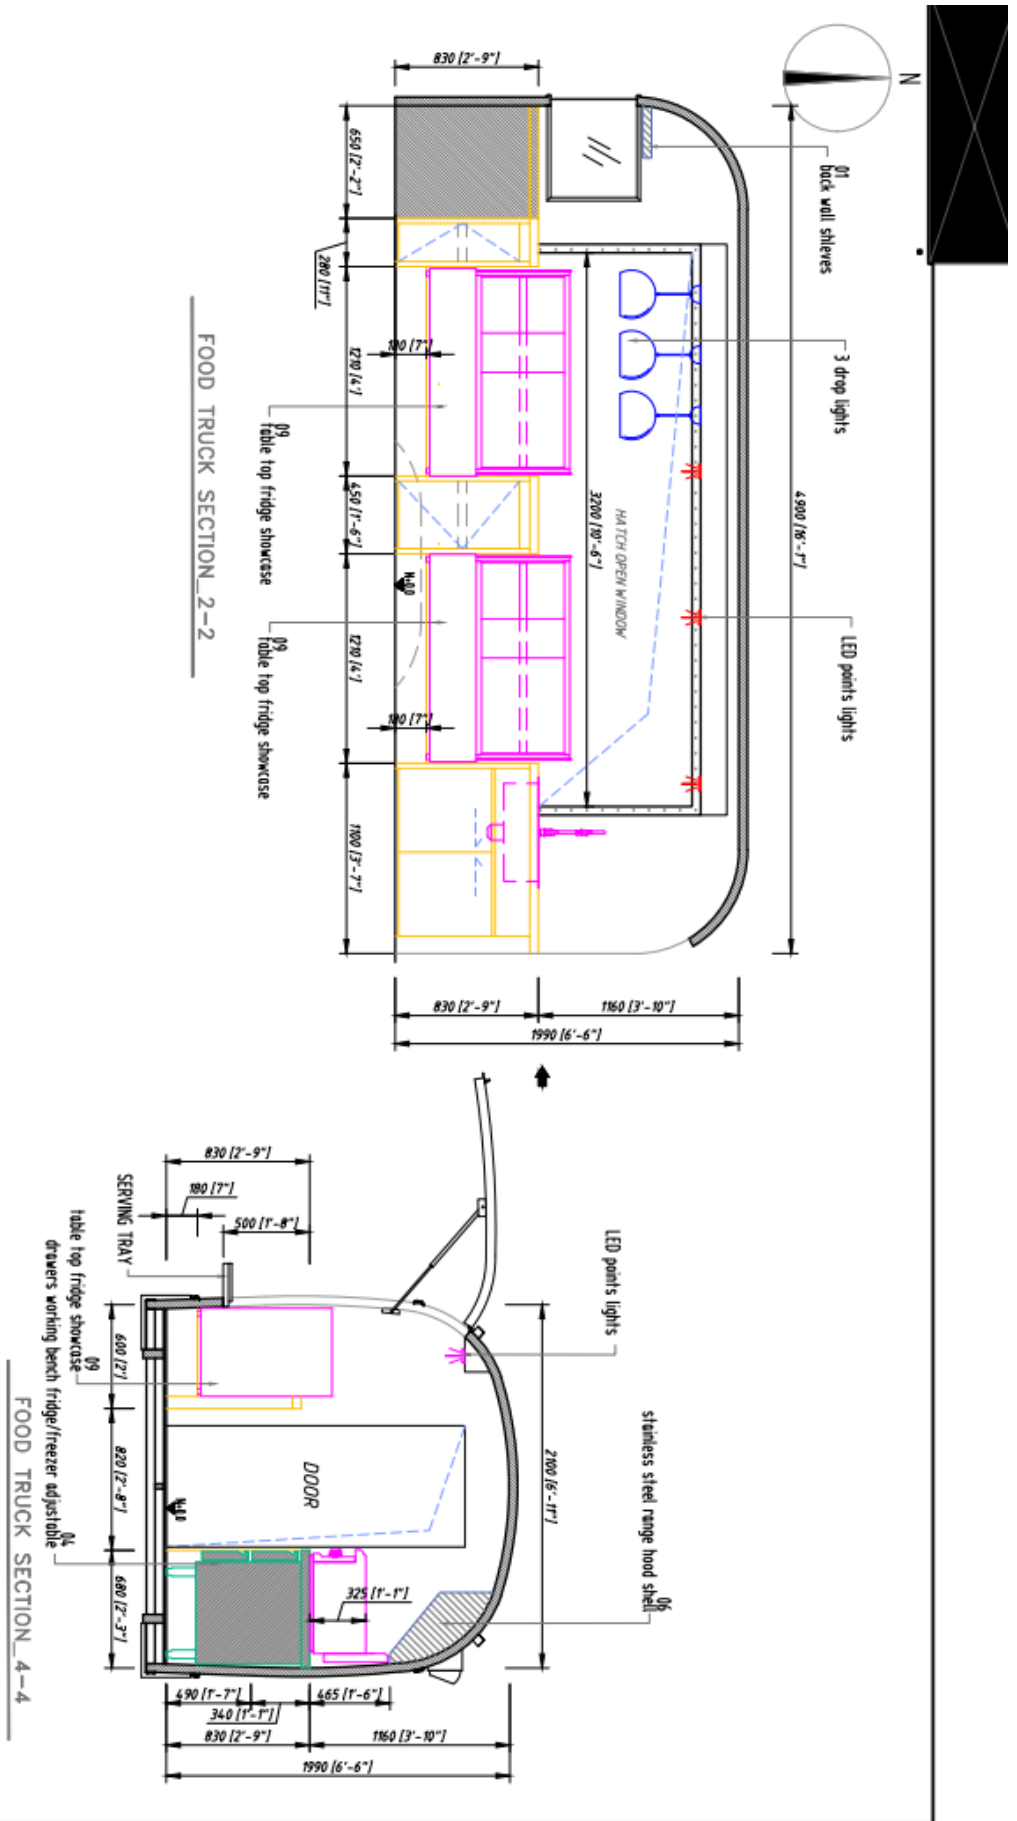 N
830 [2'-9"]
650 [2'-2"]
280 [11"]
1210 [4']
450 [1'-6"]
1210 [4']
1100 [3'-7"]
180 [7"]
180 [7"]
01
back wall shleves
3 drop lights
LED points lights
4900 [16'-1"]
3200 [10'-6"]
HATCH OPEN WINDOW
N±0.0
09
table top fridge showcase
09
table top fridge showcase
830 [2'-9"]
1160 [3'-10"]
1990 [6'-6"]
FOOD TRUCK SECTION_2-2
830 [2'-9"]
180 [7"]
500 [1'-8"]
SERVING TRAY
LED points lights
06
stainless steel range hood shell
2100 [6'-11"]
DOOR
N±0.0
600 [2']
820 [2'-8"]
680 [2'-3"]
325 [1'-1"]
09
table top fridge showcase
04
drawers working bench fridge/freezer adjustable
490 [1'-7"]
340 [1'-1"]
465 [1'-6"]
830 [2'-9"]
1160 [3'-10"]
1990 [6'-6"]
FOOD TRUCK SECTION_4-4